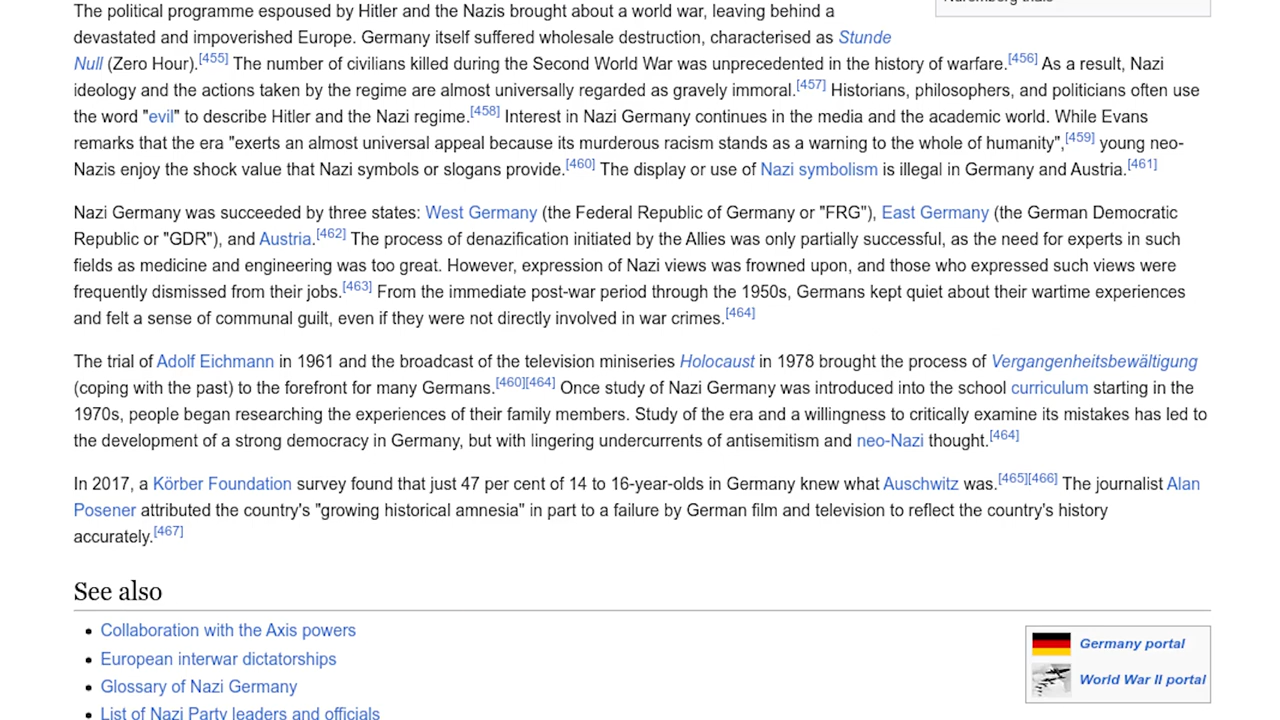 The political programme espoused by Hitler and the Nazis brought about a world war, leaving behind a
devastated and impoverished Europe. Germany itself suffered wholesale destruction, characterised as Stunde
Null (Zero Hour).[455] The number of civilians killed during the Second World War was unprecedented in the history of warfare.[456] As a result, Nazi
ideology and the actions taken by the regime are almost universally regarded as gravely immoral.[457] Historians, philosophers, and politicians often use
the word "evil" to describe Hitler and the Nazi regime.[458] Interest in Nazi Germany continues in the media and the academic world. While Evans
remarks that the era "exerts an almost universal appeal because its murderous racism stands as a warning to the whole of humanity",[459] young neo-
Nazis enjoy the shock value that Nazi symbols or slogans provide.[460] The display or use of Nazi symbolism is illegal in Germany and Austria.[461]
Nazi Germany was succeeded by three states: West Germany (the Federal Republic of Germany or "FRG"), East Germany (the German Democratic
Republic or "GDR"), and Austria.[462] The process of denazification initiated by the Allies was only partially successful, as the need for experts in such
fields as medicine and engineering was too great. However, expression of Nazi views was frowned upon, and those who expressed such views were
frequently dismissed from their jobs.[463] From the immediate post-war period through the 1950s, Germans kept quiet about their wartime experiences
and felt a sense of communal guilt, even if they were not directly involved in war crimes.[464]
The trial of Adolf Eichmann in 1961 and the broadcast of the television miniseries Holocaust in 1978 brought the process of Vergangenheitsbewältigung
(coping with the past) to the forefront for many Germans.[460][464] Once study of Nazi Germany was introduced into the school curriculum starting in the
1970s, people began researching the experiences of their family members. Study of the era and a willingness to critically examine its mistakes has led to
the development of a strong democracy in Germany, but with lingering undercurrents of antisemitism and neo-Nazi thought.[464]
In 2017, a Körber Foundation survey found that just 47 per cent of 14 to 16-year-olds in Germany knew what Auschwitz was.[465][466] The journalist Alan
Posener attributed the country's "growing historical amnesia" in part to a failure by German film and television to reflect the country's history
accurately.[467]
See also
Collaboration with the Axis powers
European interwar dictatorships
Glossary of Nazi Germany
List of Nazi Party leaders and officials
Germany portal
World War II portal